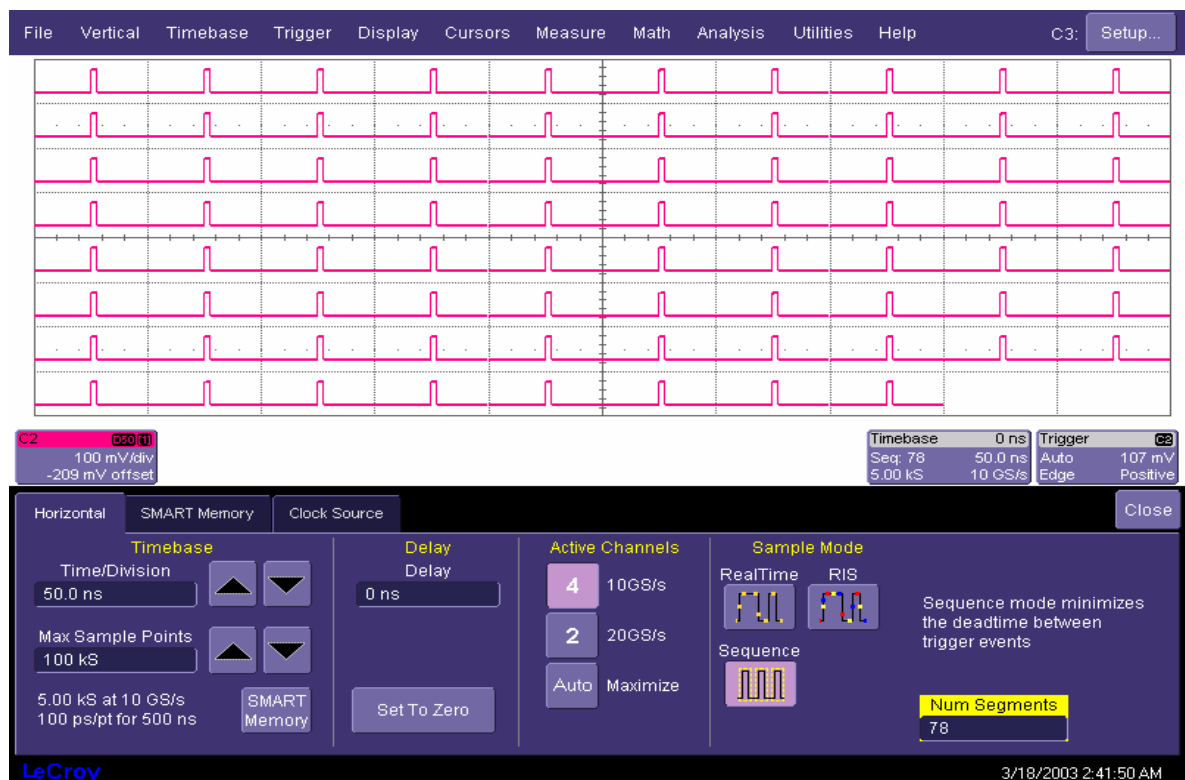 File Vertical Timebase Trigger Display Cursors Measure Math Analysis Utilities Help C3: Setup...
C2 DSO (1)
100 mV/div
-209 mV offset
Timebase 0 ns
Seq: 78 50.0 ns
5.00 kS 10 GS/s
Trigger C2
Auto 107 mV
Edge Positive
Horizontal SMART Memory Clock Source Close
Timebase
Time/Division
50.0 ns
Max Sample Points
100 kS
5.00 kS at 10 GS/s
100 ps/pt for 500 ns
SMART
Memory
Delay
Delay
0 ns
Set To Zero
Active Channels
4 10GS/s
2 20GS/s
Auto Maximize
Sample Mode
RealTime RIS
Sequence
Sequence mode minimizes
the deadtime between
trigger events
Num Segments
78
LeCroy 3/18/2003 2:41:50 AM